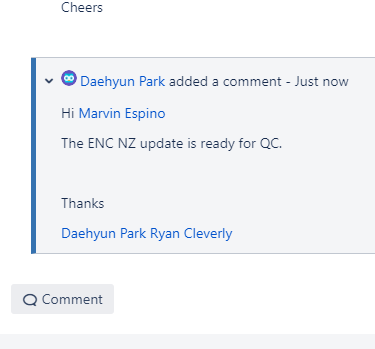 Cheers
Daehyun Park added a comment - Just now
Hi Marvin Espino
The ENC NZ update is ready for QC.
Thanks
Daehyun Park Ryan Cleverly
Comment